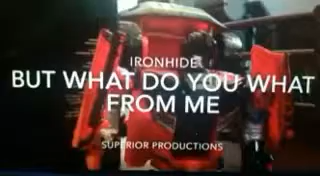 IRONHIDE
BUT WHAT DO YOU WHAT
FROM ME
SUPERIOR PRODUCTIONS